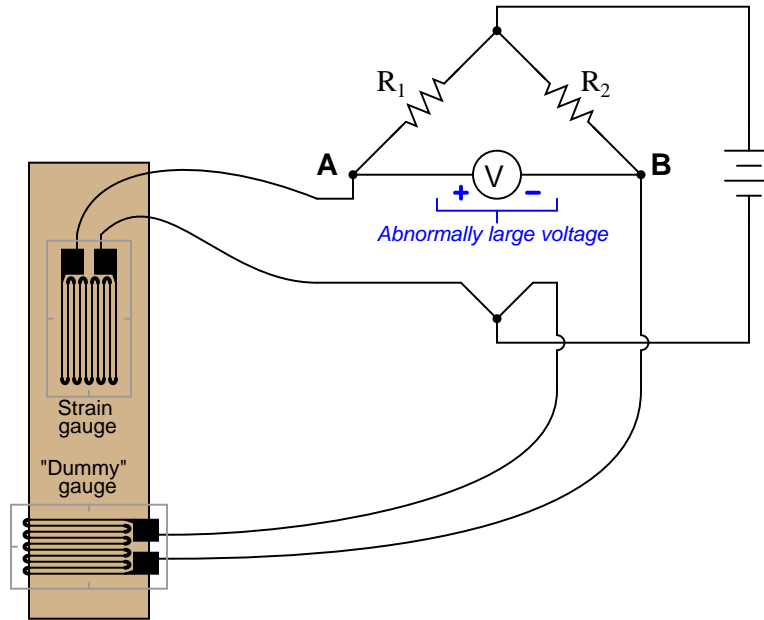 R1
R2
A
B
V
+
−
Abnormally large voltage
Strain
gauge
"Dummy"
gauge